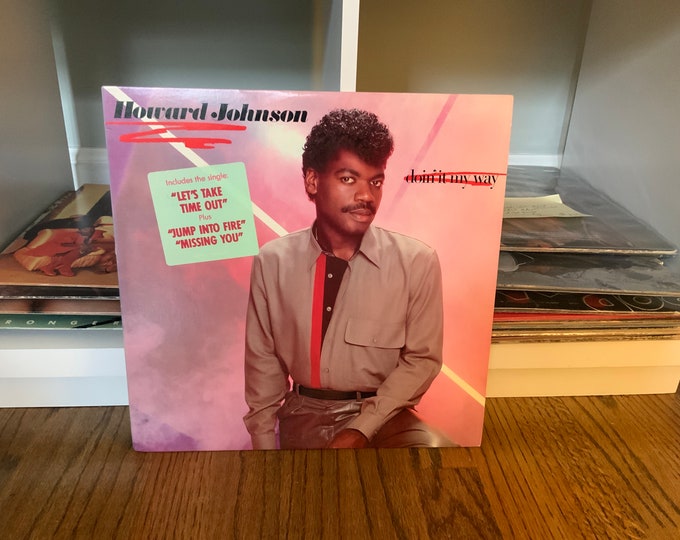 Howard Johnson
doin' it my way
Includes the single:
"LET'S TAKE
TIME OUT"
Plus
"JUMP INTO FIRE"
"MISSING YOU"
RONG